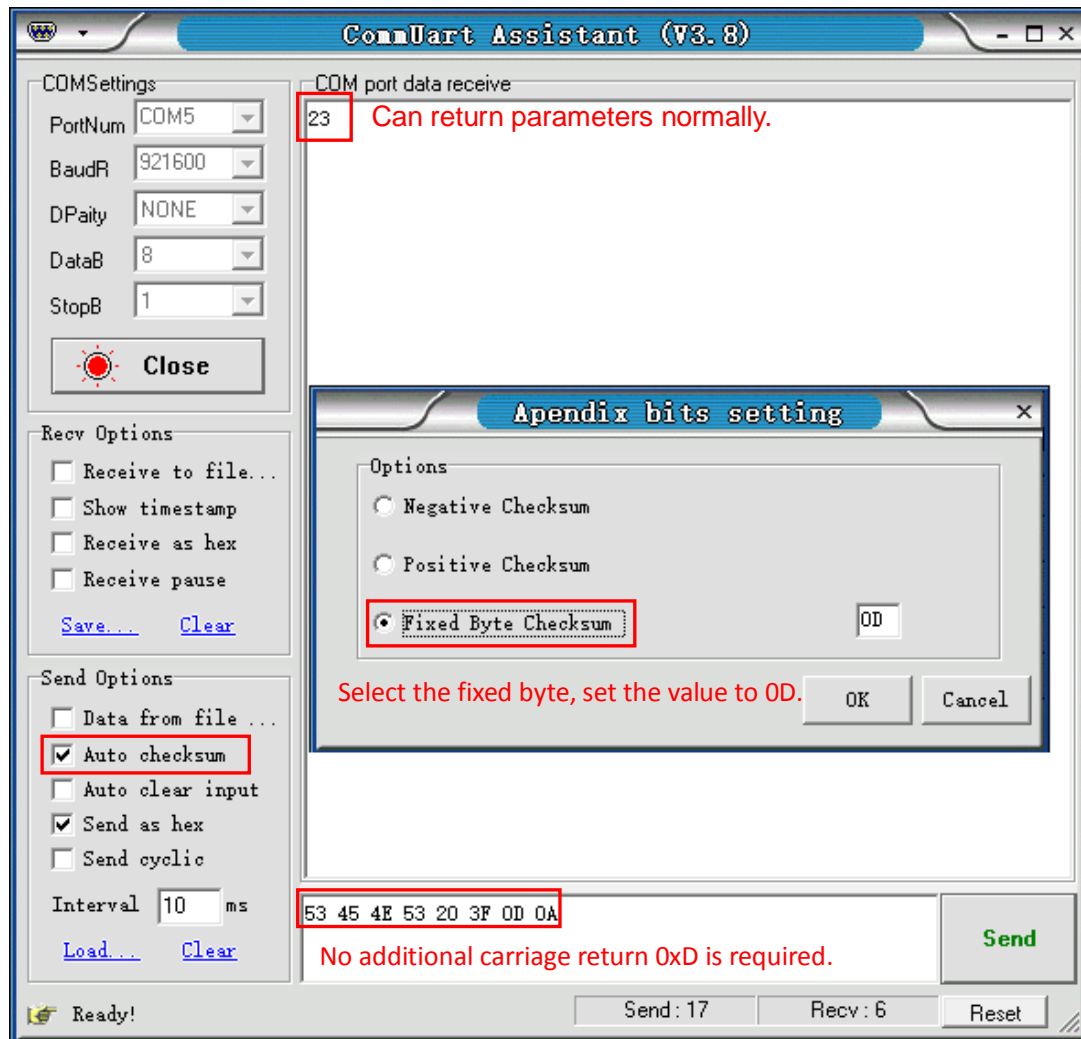 CommUart Assistant (V3.8)
COMSettings
PortNum COM5
BaudR 921600
DPaity NONE
DataB 8
StopB 1
Close
COM port data receive
23 Can return parameters normally.
Recv Options
Receive to file...
Show timestamp
Receive as hex
Receive pause
Save... Clear
Apendix bits setting
Options
Negative Checksum
Positive Checksum
Fixed Byte Checksum 0D
Select the fixed byte, set the value to 0D.
OK Cancel
Send Options
Data from file ...
Auto checksum
Auto clear input
Send as hex
Send cyclic
Interval 10 ms
Load... Clear
53 45 4E 53 20 3F 0D 0A
No additional carriage return 0xD is required.
Send
Ready!
Send : 17
Recv : 6
Reset